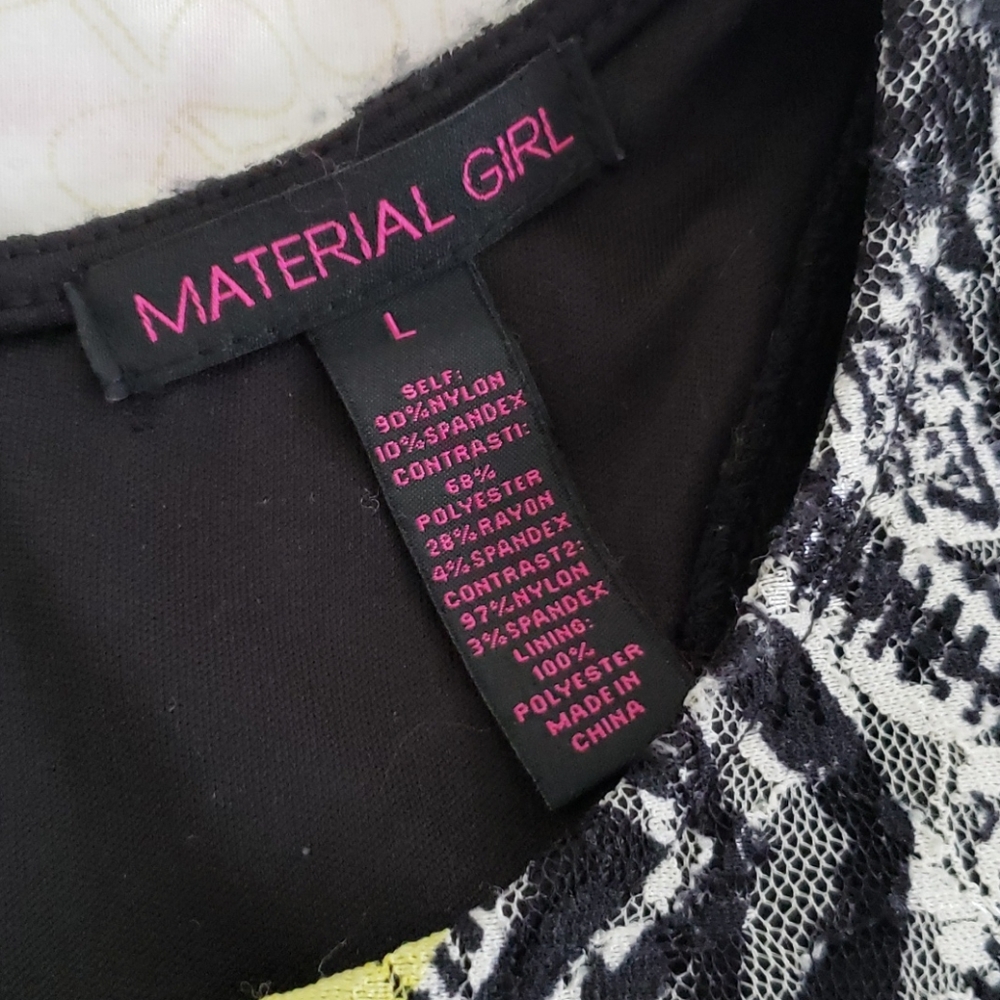 MATERIAL GIRL
L
SELF:
90%NYLON
10%SPANDEX
CONTRAST1:
68%
POLYESTER
28%RAYON
4%SPANDEX
CONTRAST2:
97%NYLON
3%SPANDEX
LINING:
100%
POLYESTER
MADE IN
CHINA